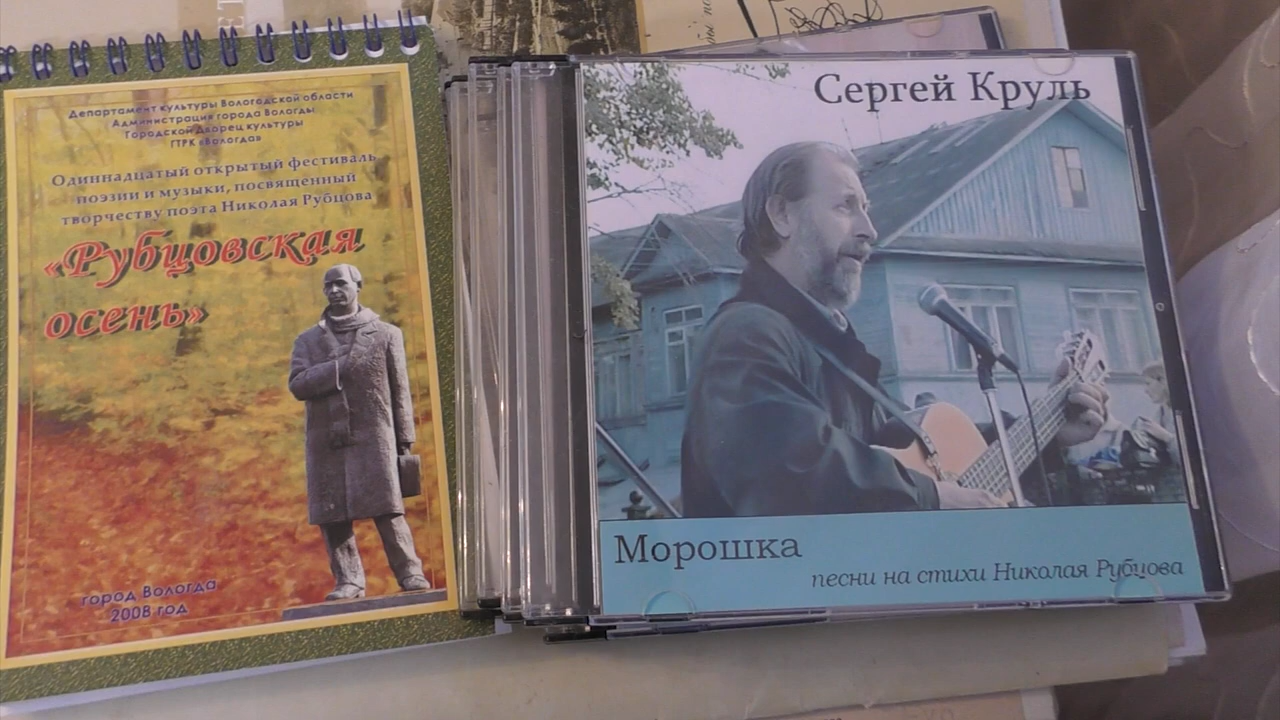 Департамент культуры Вологодской области
Администрация города Вологды
Городской Дворец культуры
ГТРК «Вологда»
Одиннадцатый открытый фестиваль
поэзии и музыки, посвященный
творчеству поэта Николая Рубцова
«Рубцовская
осень»
город Вологда
2008 год
Сергей Круль
Морошка
песни на стихи Николая Рубцова